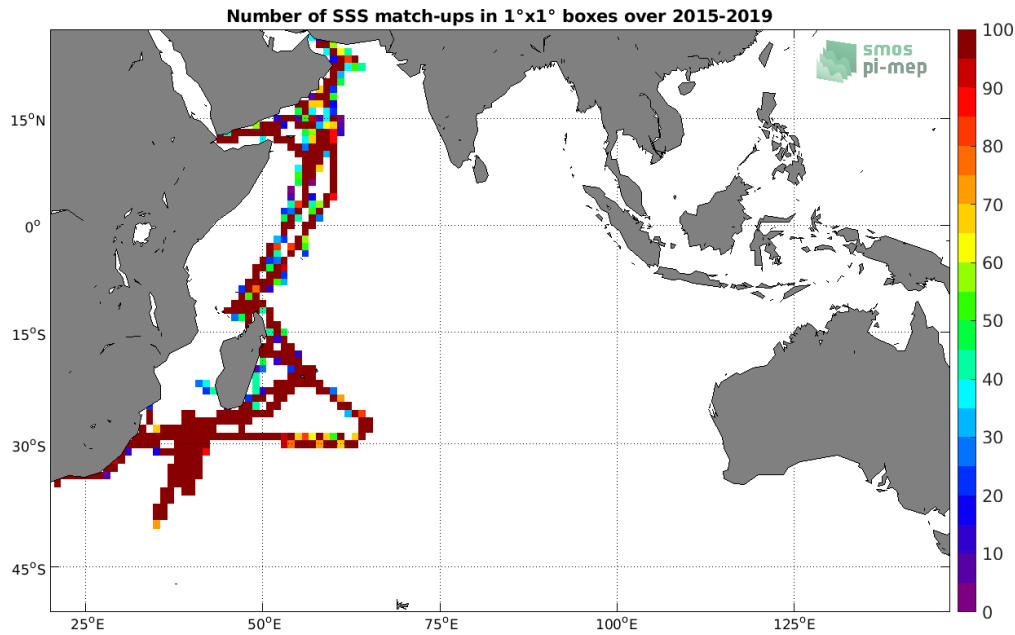 Number of SSS match-ups in 1°x1° boxes over 2015-2019
smos
pi-mep
100
90
80
70
60
50
40
30
20
10
0
15°N
0°
15°S
30°S
45°S
25°E
50°E
75°E
100°E
125°E